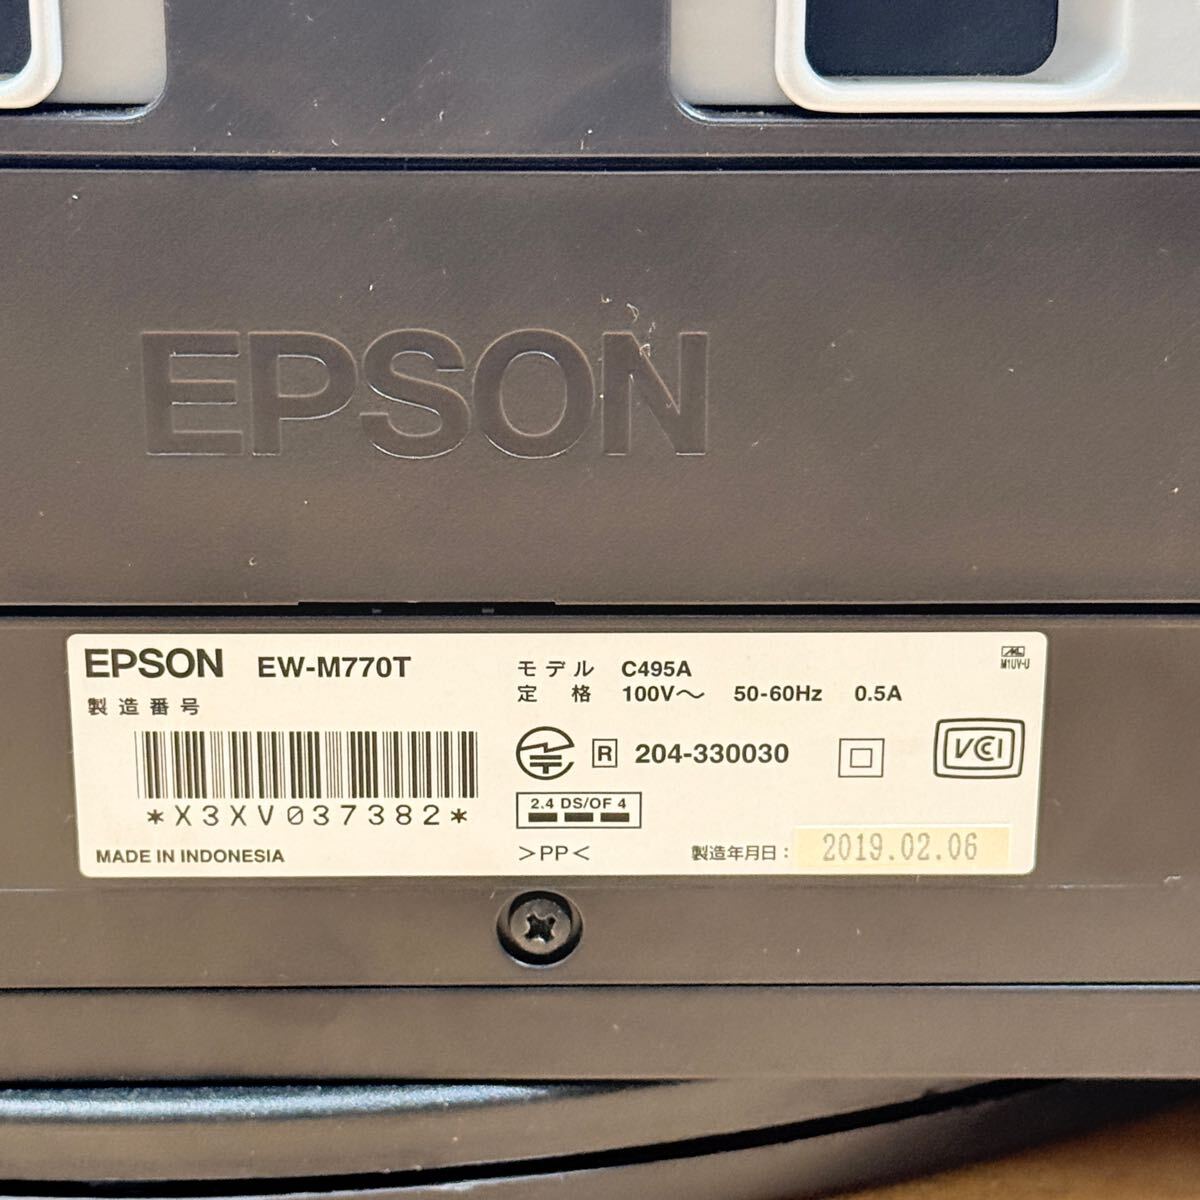 EPSON
EPSON EW-M770T
製造番号
*X3XV037382*
MADE IN INDONESIA
モデル C495A
定格 100V～ 50-60Hz 0.5A
R 204-330030
2.4 DS/OF 4
>PP<
製造年月日： 2019.02.06
M1UV-U
VCI